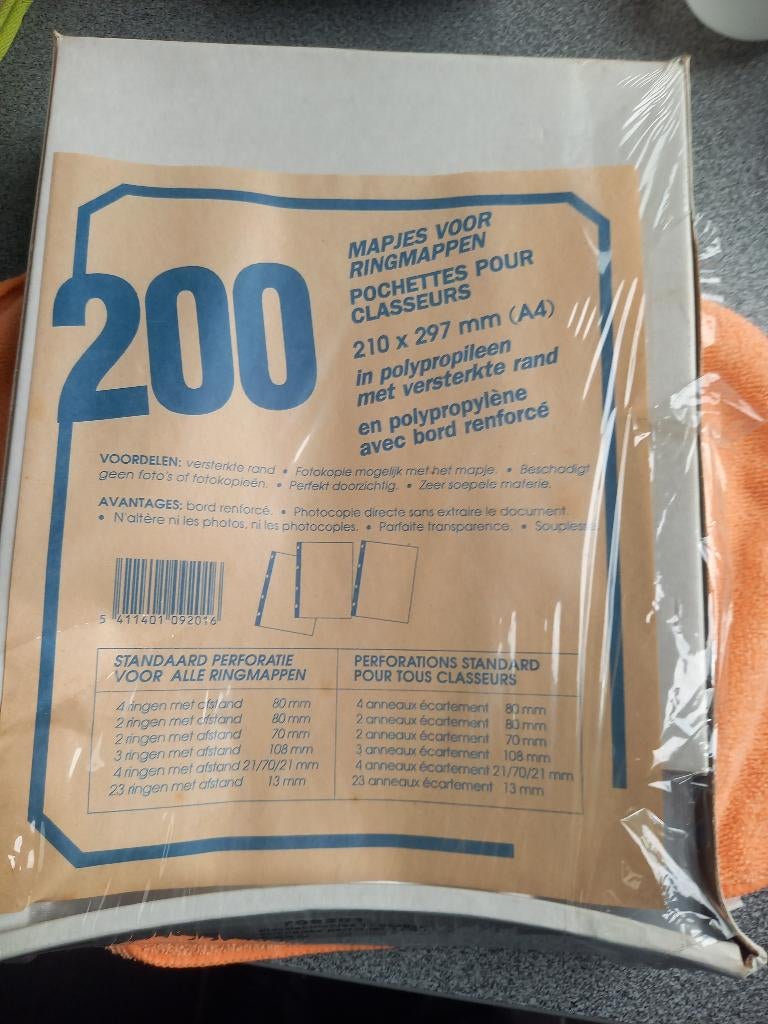 200
MAPJES VOOR
RINGMAPPEN
POCHETTES POUR
CLASSEURS
210 x 297 mm (A4)
in polypropileen
met versterkte rand
en polypropylène
avec bord renforcé
VOORDELEN: versterkte rand • Fotokopie mogelijk met het mapje. • Beschadigt
geen foto's of fotokopieën. • Perfekt doorzichtig. • Zeer soepele materie.
AVANTAGES: bord renforcé. • Photocopie directe sans extraire le document.
• N'altère ni les photos, ni les photocopies. • Parfaite transparence. • Souplesse.
5 411401 092016
STANDAARD PERFORATIE
VOOR ALLE RINGMAPPEN
4 ringen met afstand 80 mm
2 ringen met afstand 80 mm
2 ringen met afstand 70 mm
3 ringen met afstand 108 mm
4 ringen met afstand 21/70/21 mm
23 ringen met afstand 13 mm
PERFORATIONS STANDARD
POUR TOUS CLASSEURS
4 anneaux écartement 80 mm
2 anneaux écartement 80 mm
2 anneaux écartement 70 mm
3 anneaux écartement 108 mm
4 anneaux écartement 21/70/21 mm
23 anneaux écartement 13 mm